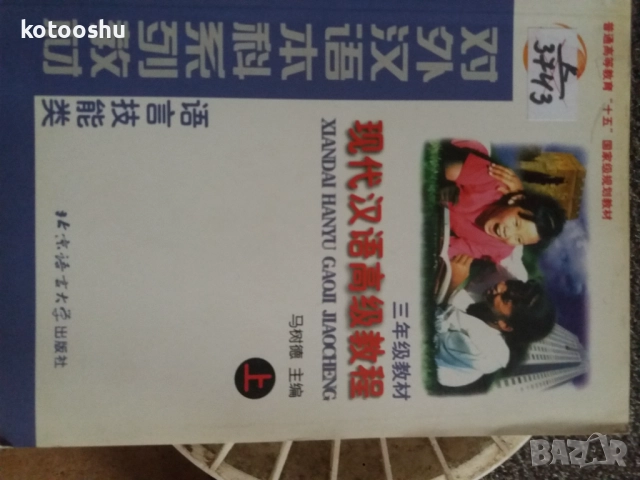 kotooshu
普通高等教育"十五"国家级规划教材
上
37413
对外汉语本科系列教材
语言技能类
三年级教材
现代汉语高级教程
XIANDAI HANYU GAOJI JIAOCHENG
上
马树德 主编
北京语言大学出版社
BAZAR